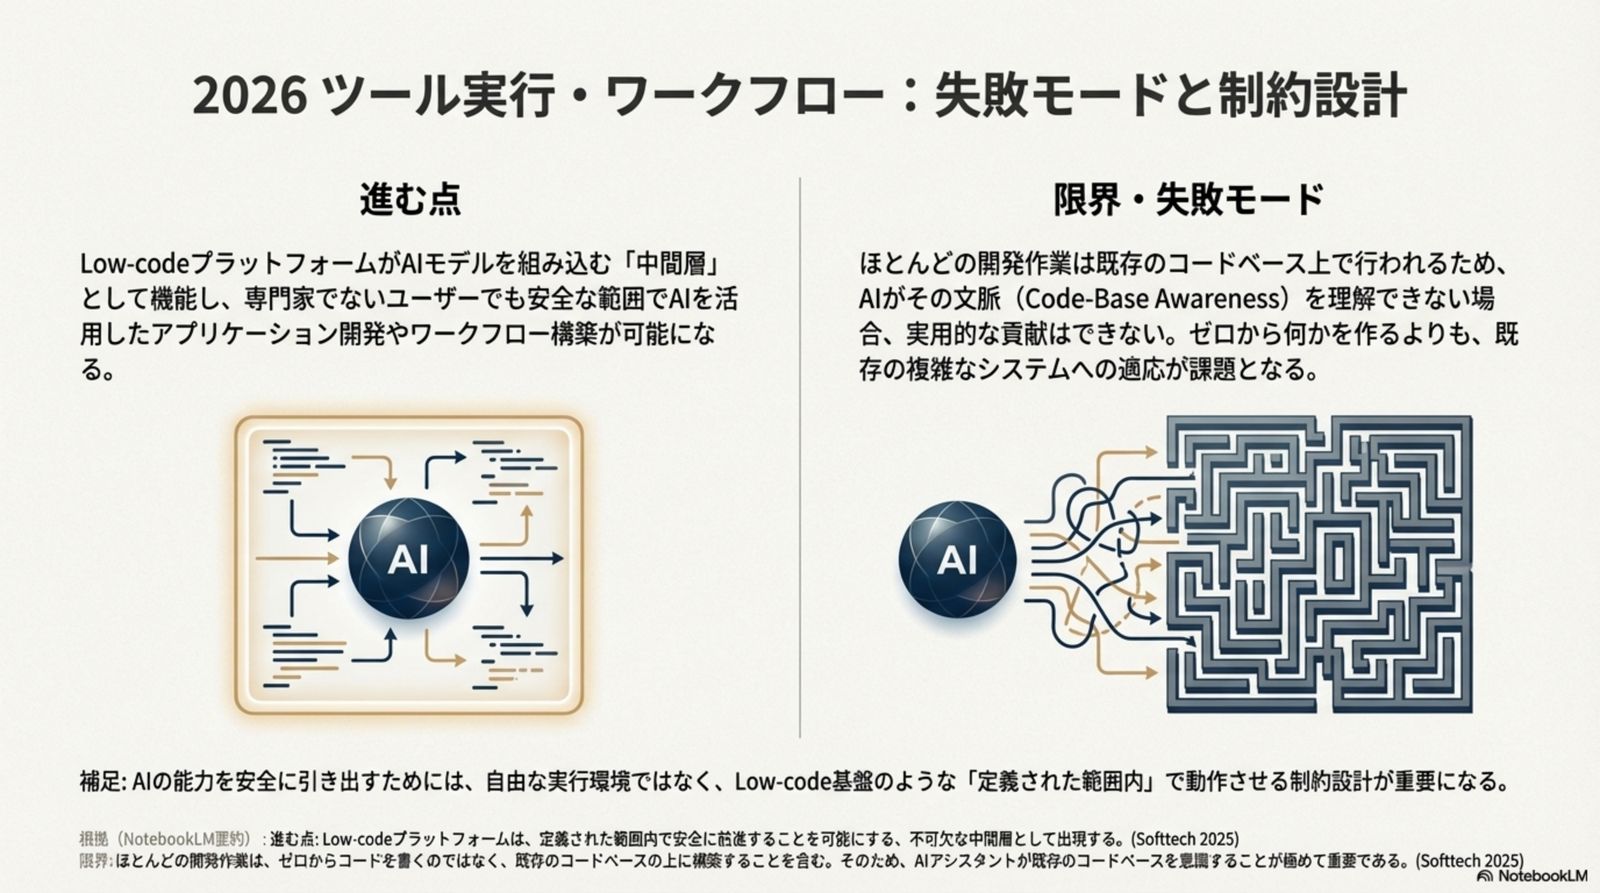 2026 ツール実行・ワークフロー：失敗モードと制約設計
進む点
Low-codeプラットフォームがAIモデルを組み込む「中間層」
として機能し、専門家でないユーザーでも安全な範囲でAIを活
用したアプリケーション開発やワークフロー構築が可能にな
る。
AI
限界・失敗モード
ほとんどの開発作業は既存のコードベース上で行われるため、
AIがその文脈（Code-Base Awareness）を理解できない場
合、実用的な貢献はできない。ゼロから何かを作るよりも、既
存の複雑なシステムへの適応が課題となる。
AI
補足: AIの能力を安全に引き出すためには、自由な実行環境ではなく、Low-code基盤のような「定義された範囲内」で動作させる制約設計が重要になる。
（NotebookLM要約）: 進む点: Low-codeプラットフォームは、定義された範囲内で安全に前進することを可能にする、不可欠な中間層として出現する。(Softtech 2025)
限界: ほとんどの開発作業は、ゼロからコードを書くのではなく、既存のコードベースの上に構築することを含む。そのため、AIアシスタントが既存のコードベースを意識することが極めて重要である。(Softtech 2025)
NotebookLM